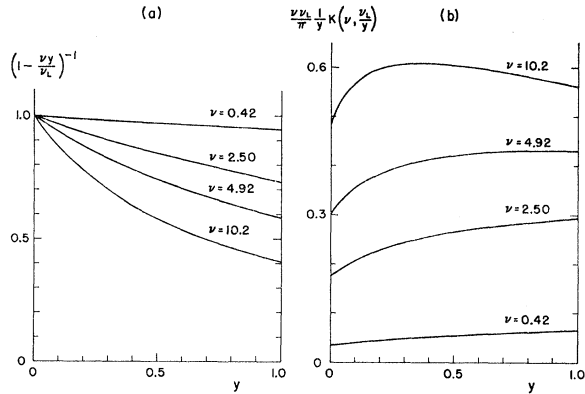 (a)
(1 - νy/ν_L)^-1
1.0
0.5
0
ν = 0.42
ν = 2.50
ν = 4.92
ν = 10.2
0 0.5 1.0
y
νν_L/π 1/y K(ν, ν_L/y) (b)
0.6
0.3
0
ν = 10.2
ν = 4.92
ν = 2.50
ν = 0.42
0 0.5 1.0
y